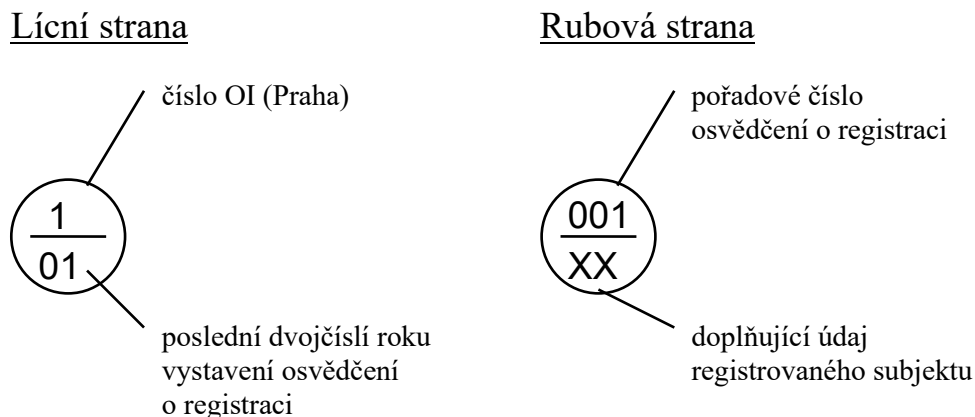 Lícní strana
číslo OI (Praha)
1
01
poslední dvojčíslí roku
vystavení osvědčení
o registraci
Rubová strana
pořadové číslo
osvědčení o registraci
001
XX
doplňující údaj
registrovaného subjektu